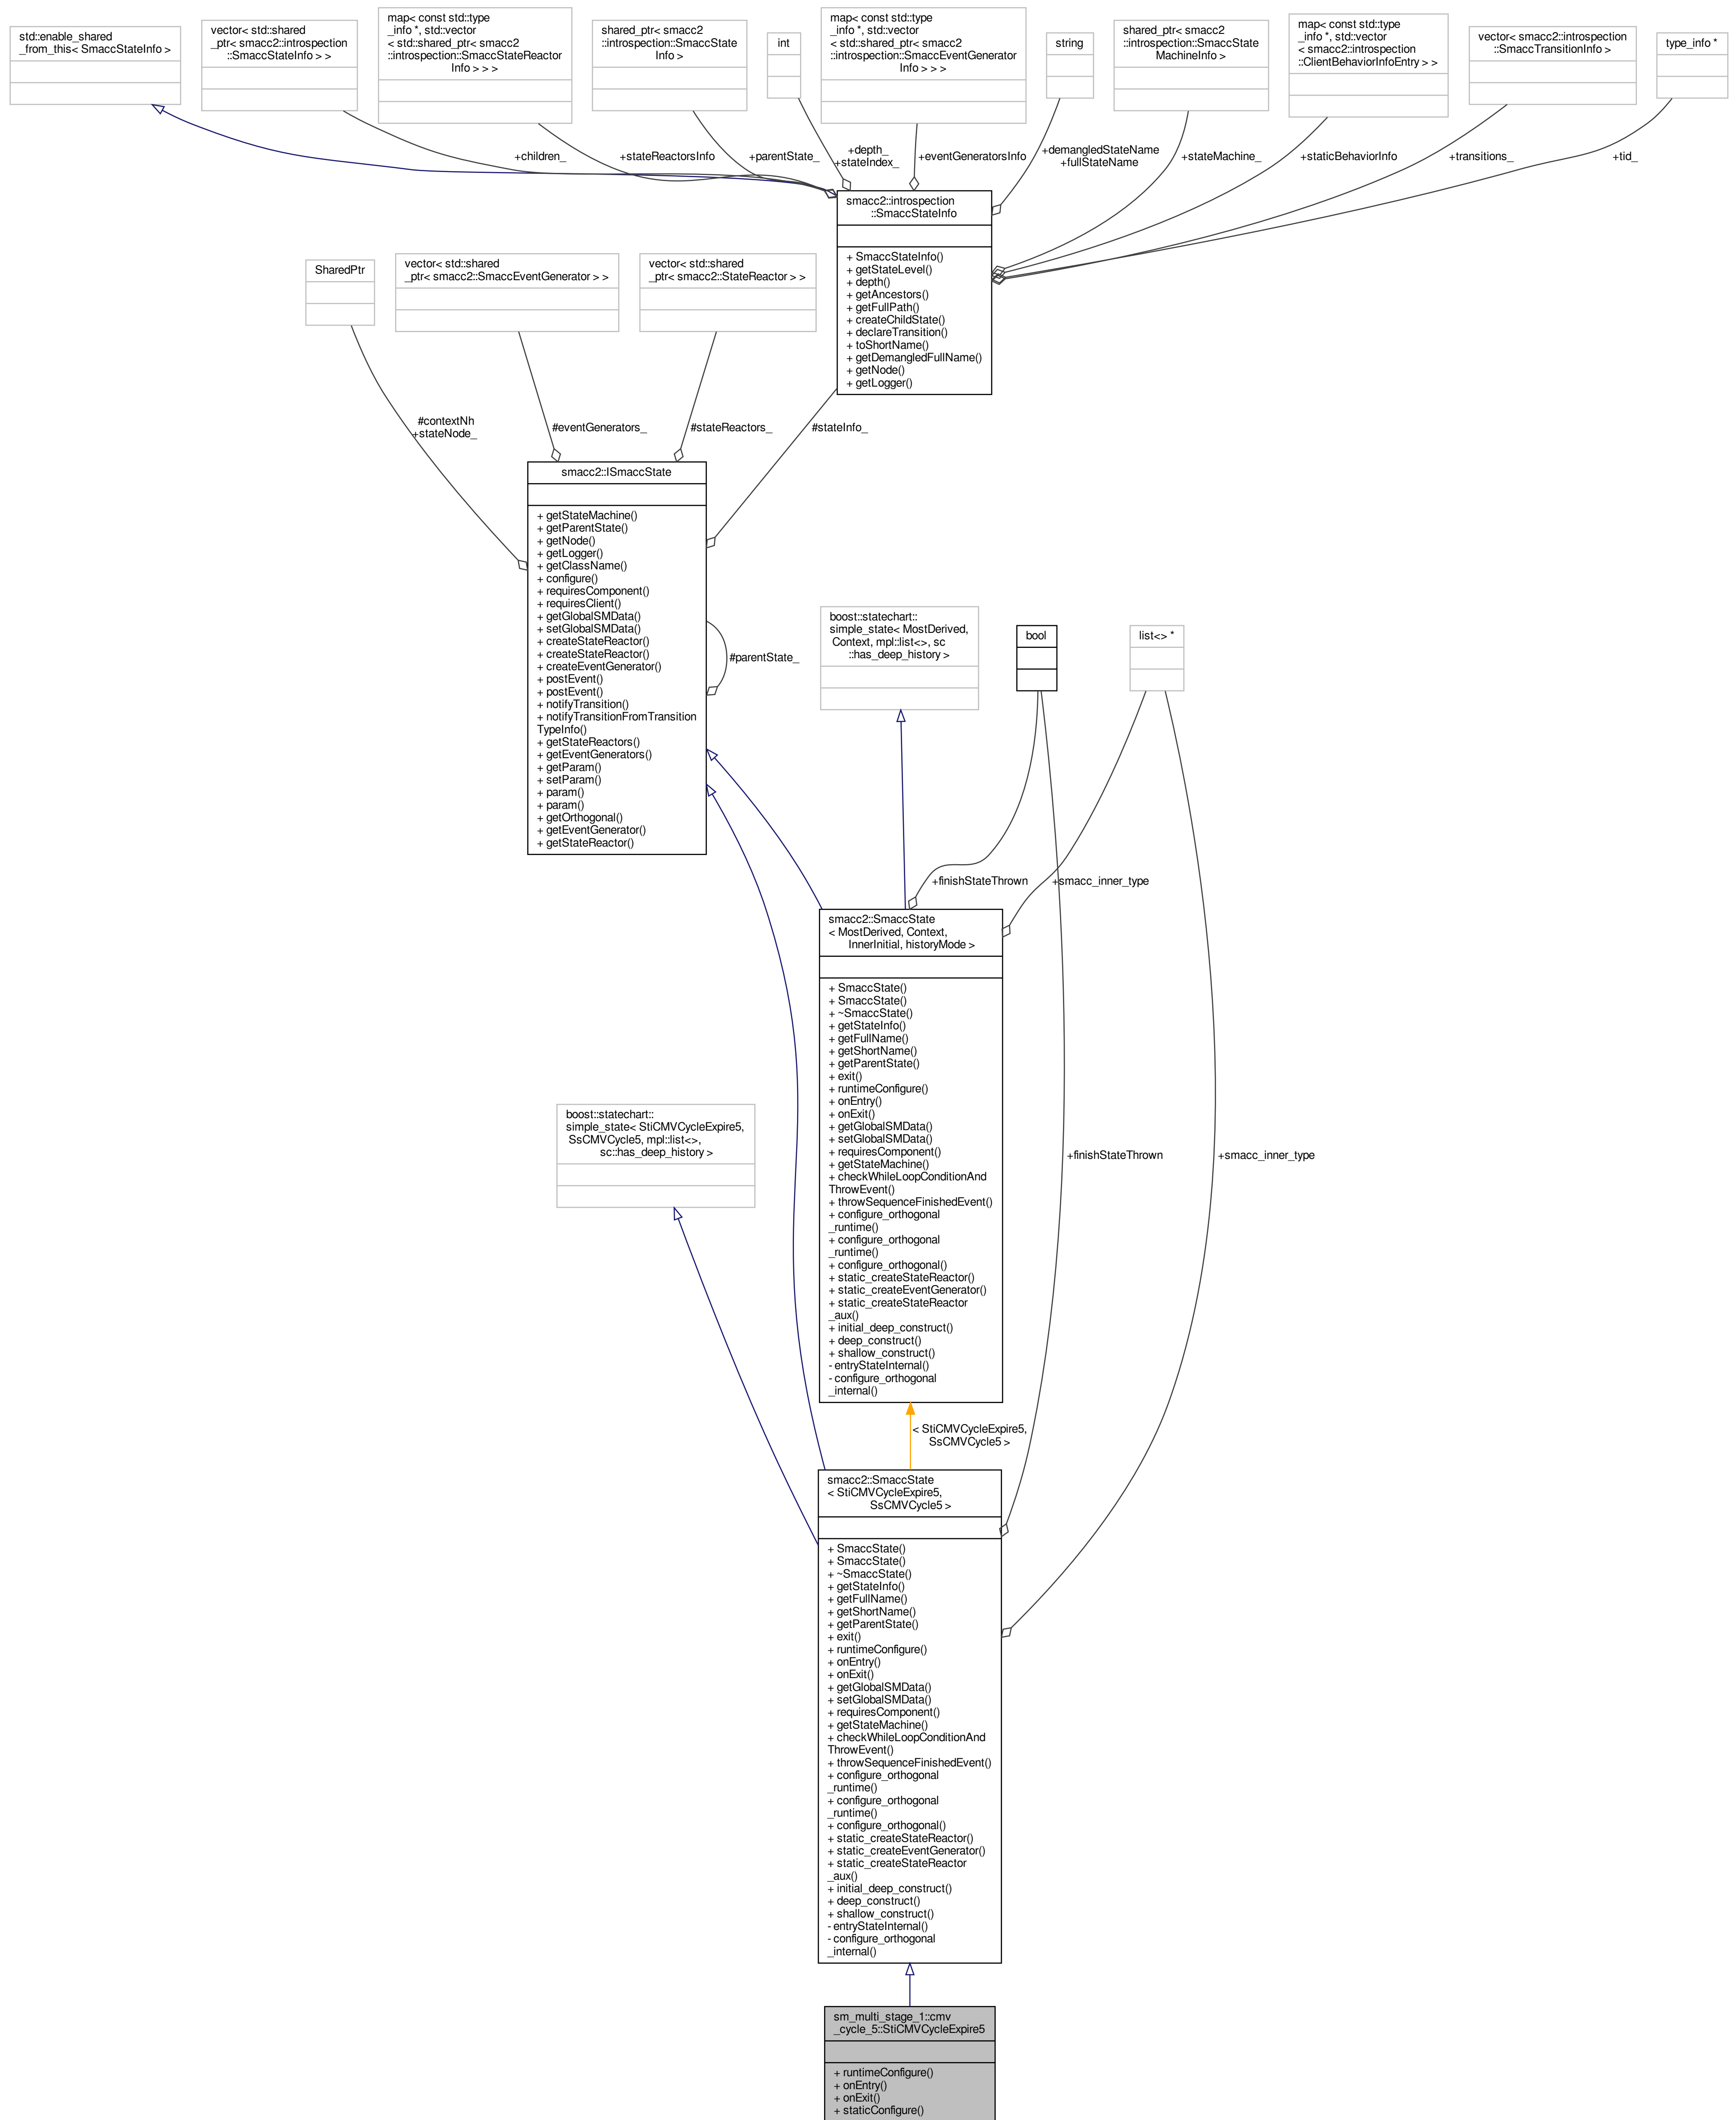 std::enable_shared
_from_this< SmaccStateInfo >
vector< std::shared
_ptr< smacc2::introspection
::SmaccStateInfo > >
map< const std::type
_info *, std::vector
< std::shared_ptr< smacc2
::introspection::SmaccStateReactor
Info > > >
shared_ptr< smacc2
::introspection::SmaccState
Info >
int
map< const std::type
_info *, std::vector
< std::shared_ptr< smacc2
::introspection::SmaccEventGenerator
Info > > >
string
shared_ptr< smacc2
::introspection::SmaccState
MachineInfo >
map< const std::type
_info *, std::vector
< smacc2::introspection
::ClientBehaviorInfoEntry > >
vector< smacc2::introspection
::SmaccTransitionInfo >
type_info *
+children_
+stateReactorsInfo
+parentState_
+depth_
+stateIndex_
+eventGeneratorsInfo
+demangledStateName
+fullStateName
+stateMachine_
+staticBehaviorInfo
+transitions_
+tid_
smacc2::introspection
::SmaccStateInfo
+ SmaccStateInfo()
+ getStateLevel()
+ depth()
+ getAncestors()
+ getFullPath()
+ createChildState()
+ declareTransition()
+ toShortName()
+ getDemangledFullName()
+ getNode()
+ getLogger()
SharedPtr
vector< std::shared
_ptr< smacc2::SmaccEventGenerator > >
vector< std::shared
_ptr< smacc2::StateReactor > >
#contextNh
+stateNode_
#eventGenerators_
#stateReactors_
#stateInfo_
smacc2::ISmaccState
+ getStateMachine()
+ getParentState()
+ getNode()
+ getLogger()
+ getClassName()
+ configure()
+ requiresComponent()
+ requiresClient()
+ getGlobalSMData()
+ setGlobalSMData()
+ createStateReactor()
+ createStateReactor()
+ createEventGenerator()
+ postEvent()
+ postEvent()
+ notifyTransition()
+ notifyTransitionFromTransition
TypeInfo()
+ getStateReactors()
+ getEventGenerators()
+ getParam()
+ setParam()
+ param()
+ param()
+ getOrthogonal()
+ getEventGenerator()
+ getStateReactor()
#parentState_
boost::statechart::
simple_state< MostDerived,
Context, mpl::list<>, sc
::has_deep_history >
bool
list<> *
+finishStateThrown
+smacc_inner_type
smacc2::SmaccState
< MostDerived, Context,
InnerInitial, historyMode >
+ SmaccState()
+ SmaccState()
+ ~SmaccState()
+ getStateInfo()
+ getFullName()
+ getShortName()
+ getParentState()
+ exit()
+ runtimeConfigure()
+ onEntry()
+ onExit()
+ getGlobalSMData()
+ setGlobalSMData()
+ requiresComponent()
+ getStateMachine()
+ checkWhileLoopConditionAnd
ThrowEvent()
+ throwSequenceFinishedEvent()
+ configure_orthogonal
_runtime()
+ configure_orthogonal
_runtime()
+ configure_orthogonal()
+ static_createStateReactor()
+ static_createEventGenerator()
+ static_createStateReactor
_aux()
+ initial_deep_construct()
+ deep_construct()
+ shallow_construct()
- entryStateInternal()
- configure_orthogonal
_internal()
boost::statechart::
simple_state< StiCMVCycleExpire5,
SsCMVCycle5, mpl::list<>,
sc::has_deep_history >
+finishStateThrown
+smacc_inner_type
< StiCMVCycleExpire5,
SsCMVCycle5 >
smacc2::SmaccState
< StiCMVCycleExpire5,
SsCMVCycle5 >
+ SmaccState()
+ SmaccState()
+ ~SmaccState()
+ getStateInfo()
+ getFullName()
+ getShortName()
+ getParentState()
+ exit()
+ runtimeConfigure()
+ onEntry()
+ onExit()
+ getGlobalSMData()
+ setGlobalSMData()
+ requiresComponent()
+ getStateMachine()
+ checkWhileLoopConditionAnd
ThrowEvent()
+ throwSequenceFinishedEvent()
+ configure_orthogonal
_runtime()
+ configure_orthogonal
_runtime()
+ configure_orthogonal()
+ static_createStateReactor()
+ static_createEventGenerator()
+ static_createStateReactor
_aux()
+ initial_deep_construct()
+ deep_construct()
+ shallow_construct()
- entryStateInternal()
- configure_orthogonal
_internal()
sm_multi_stage_1::cmv
_cycle_5::StiCMVCycleExpire5
+ runtimeConfigure()
+ onEntry()
+ onExit()
+ staticConfigure()